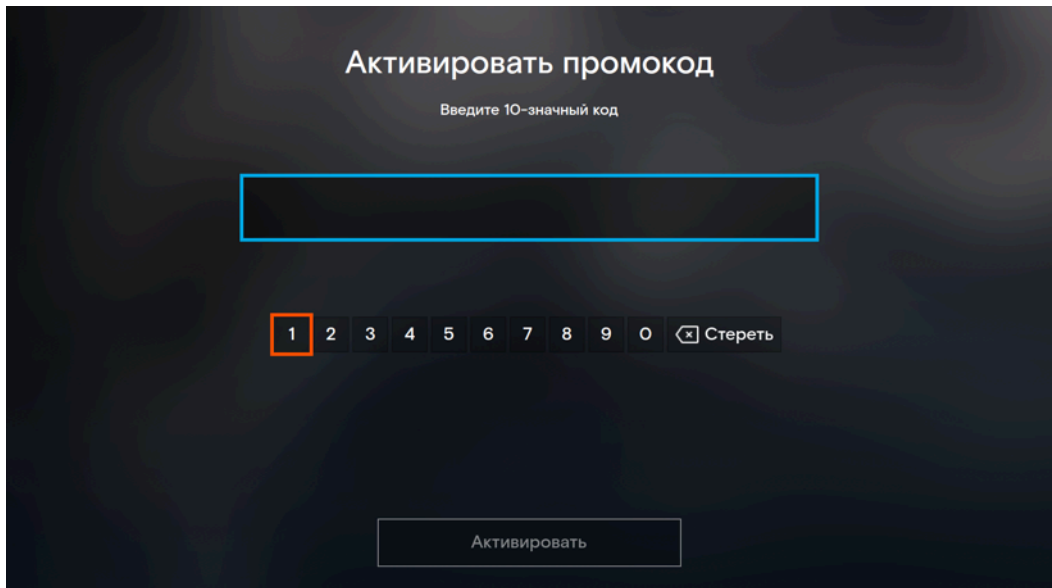 Активировать промокод
Введите 10-значный код
1 2 3 4 5 6 7 8 9 0 Стереть
Активировать